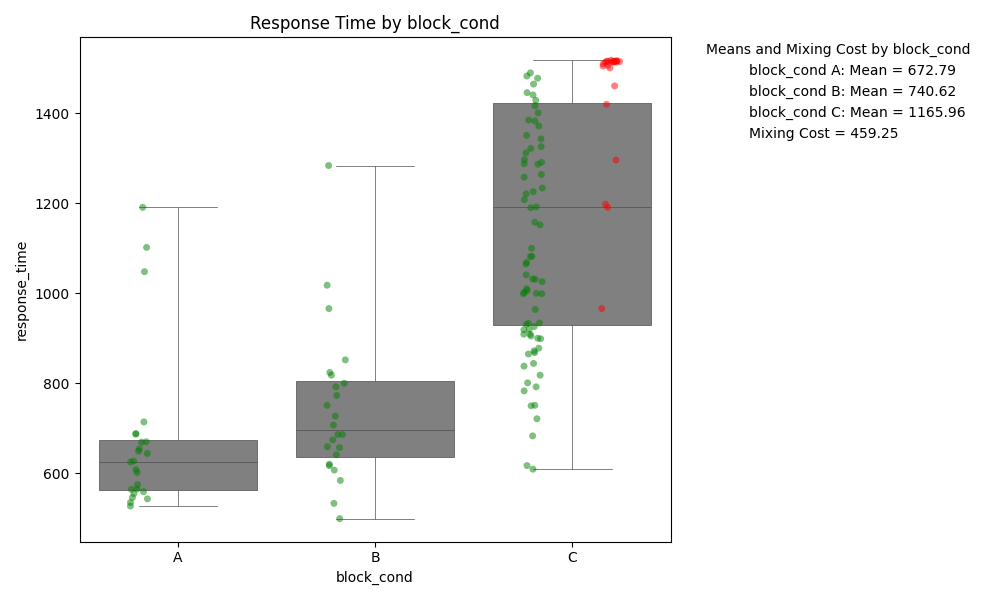 Response Time by block_cond
Means and Mixing Cost by block_cond
block_cond A: Mean = 672.79
block_cond B: Mean = 740.62
block_cond C: Mean = 1165.96
Mixing Cost = 459.25
response_time
1400
1200
1000
800
600
A
B
C
block_cond